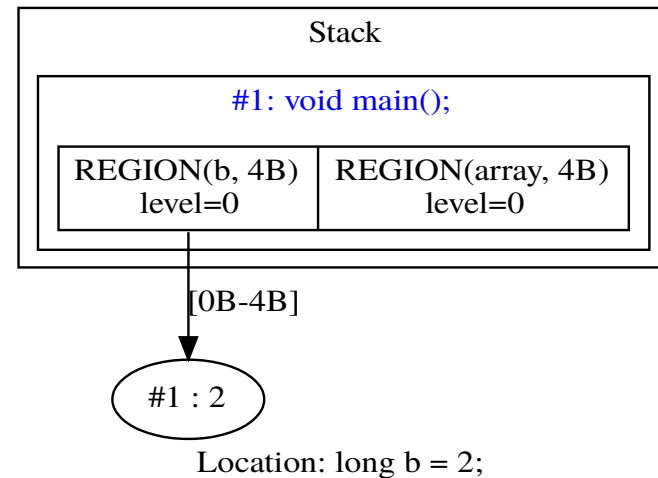 Stack
#1: void main();
REGION(b, 4B)
level=0
REGION(array, 4B)
level=0
[0B-4B]
#1 : 2
Location: long b = 2;